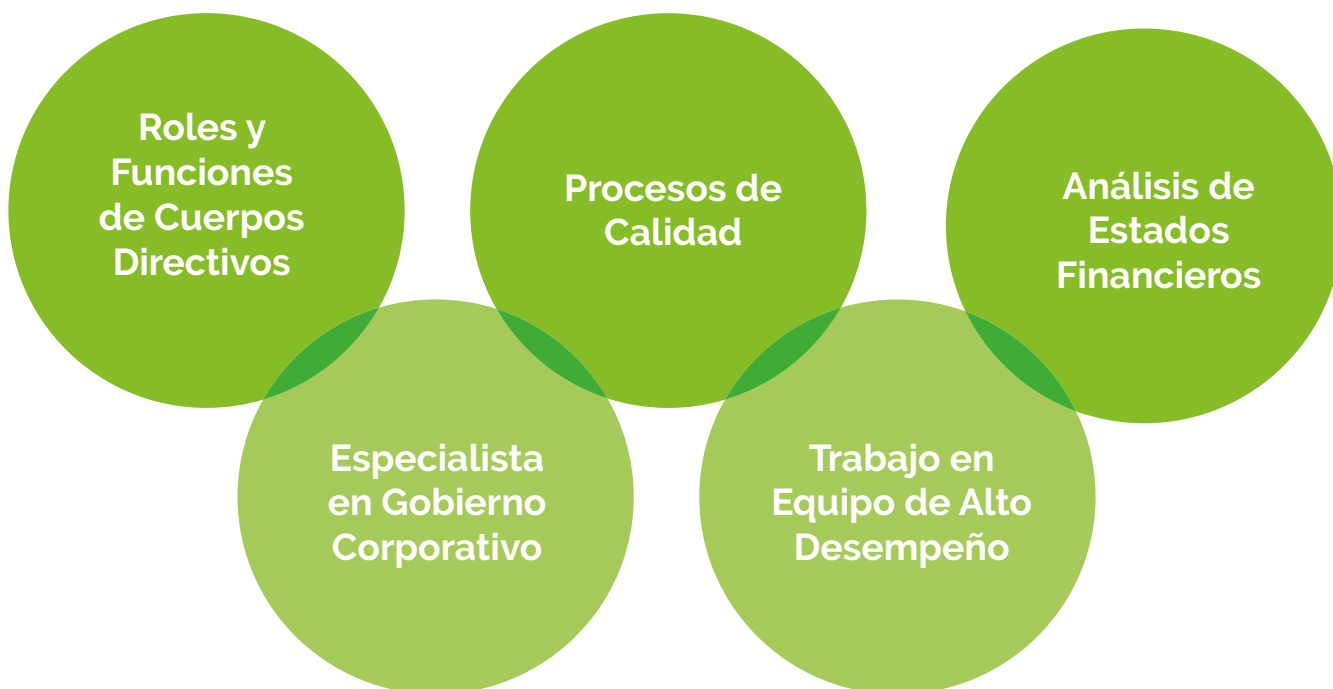 Roles y
Funciones
de Cuerpos
Directivos
Procesos de
Calidad
Análisis de
Estados
Financieros
Especialista
en Gobierno
Corporativo
Trabajo en
Equipo de Alto
Desempeño